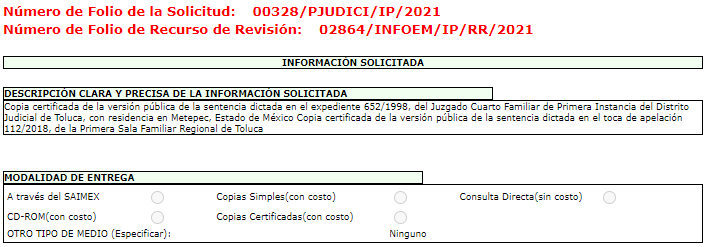 Número de Folio de la Solicitud: 00328/PJUDICI/IP/2021
Número de Folio de Recurso de Revisión: 02864/INFOEM/IP/RR/2021
INFORMACIÓN SOLICITADA
DESCRIPCIÓN CLARA Y PRECISA DE LA INFORMACIÓN SOLICITADA
Copia certificada de la versión pública de la sentencia dictada en el expediente 652/1998, del Juzgado Cuarto Familiar de Primera Instancia del Distrito
Judicial de Toluca, con residencia en Metepec, Estado de México Copia certificada de la versión pública de la sentencia dictada en el toca de apelación
112/2018, de la Primera Sala Familiar Regional de Toluca
MODALIDAD DE ENTREGA
A través del SAIMEX Copias Simples(con costo) Consulta Directa(sin costo)
CD-ROM(con costo) Copias Certificadas(con costo)
OTRO TIPO DE MEDIO (Especificar): Ninguno